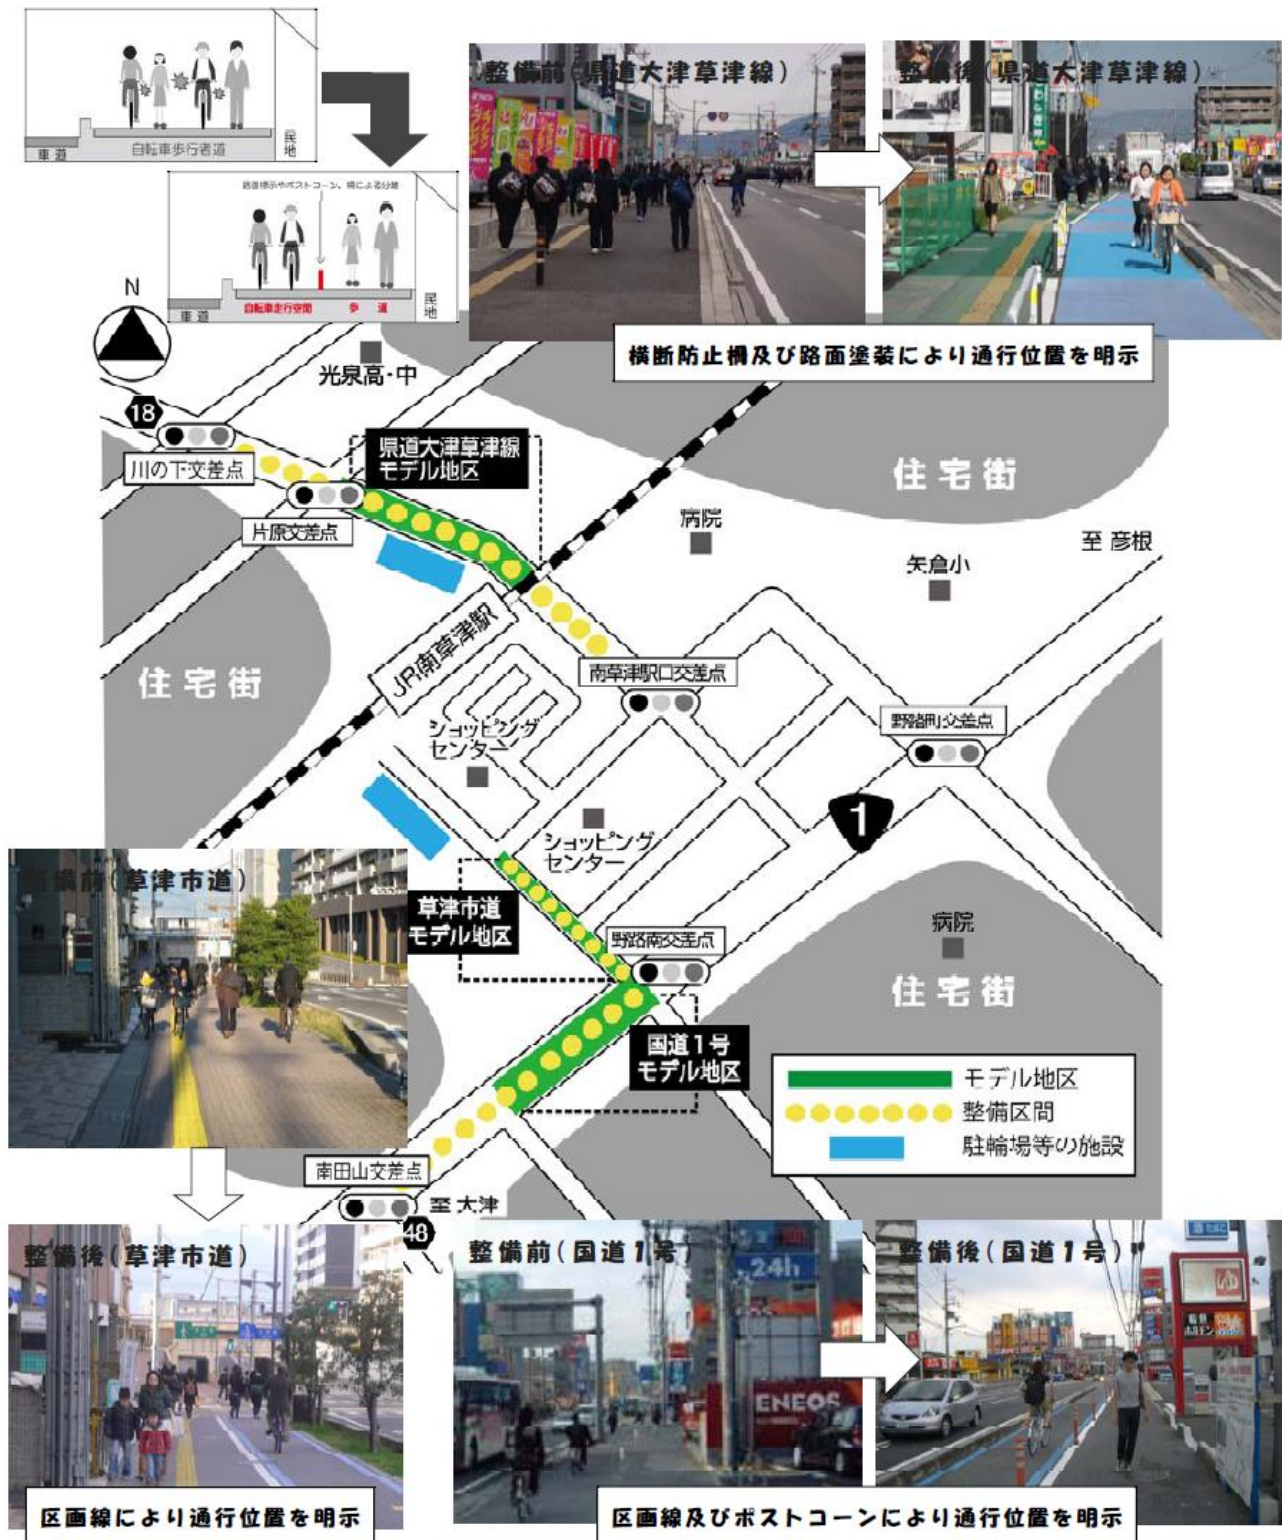 車道
自転車歩行者道
民地
路面標示やポストコーン、柵による分離
車道
自転車走行空間
歩 道
民地
整備前(県道大津草津線)
整備後(県道大津草津線)
横断防止柵及び路面塗装により通行位置を明示
N
18
光泉高・中
川の下交差点
片原交差点
県道大津草津線
モデル地区
住宅街
病院
矢倉小
至 彦根
JR南草津駅
住宅街
南草津駅口交差点
野路町交差点
ショッピング
センター
1
ショッピング
センター
整備前(草津市道)
草津市道
モデル地区
野路南交差点
病院
住宅街
国道1号
モデル地区
モデル地区
整備区間
駐輪場等の施設
南田山交差点
至 大津
48
整備後(草津市道)
整備前(国道1号)
24h
ENEOS
整備後(国道1号)
ゆ
区画線により通行位置を明示
区画線及びポストコーンにより通行位置を明示